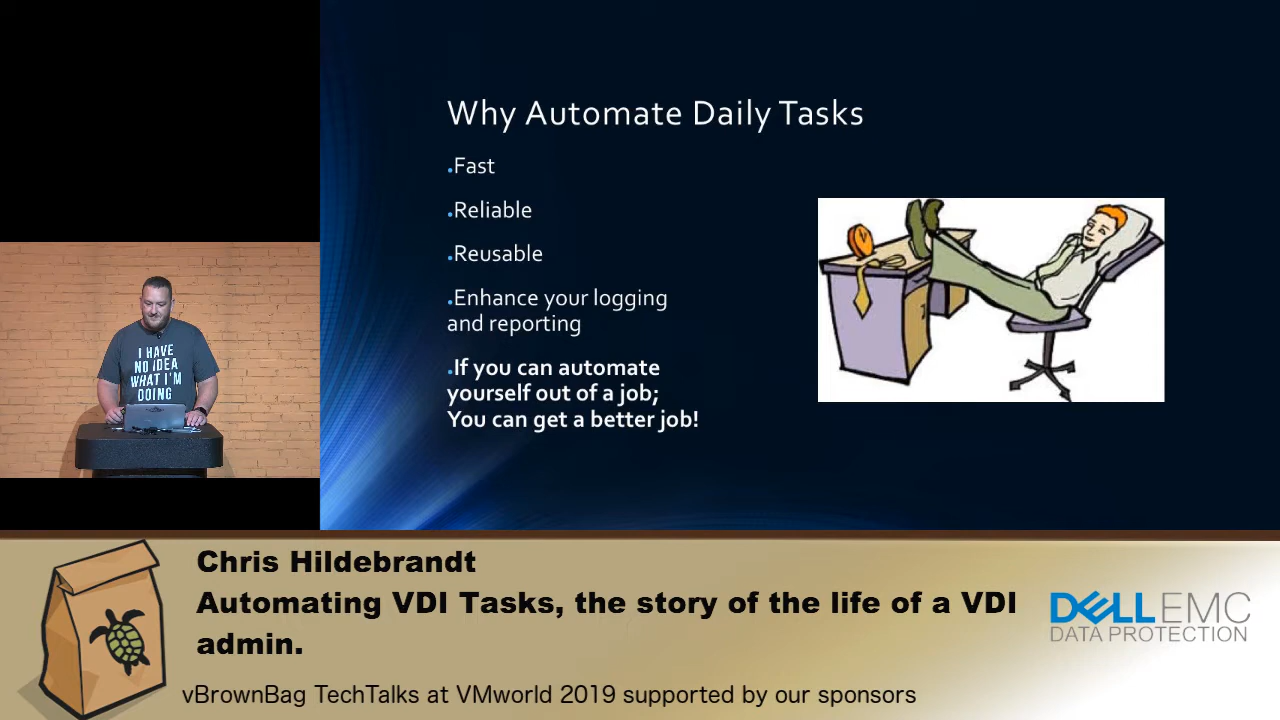 Why Automate Daily Tasks
•Fast
•Reliable
•Reusable
•Enhance your logging
and reporting
•If you can automate
yourself out of a job;
You can get a better job!
I HAVE
NO IDEA
WHAT I'M
DOING
Chris Hildebrandt
Automating VDI Tasks, the story of the life of a VDI
admin.
DELL EMC
DATA PROTECTION
vBrownBag TechTalks at VMworld 2019 supported by our sponsors